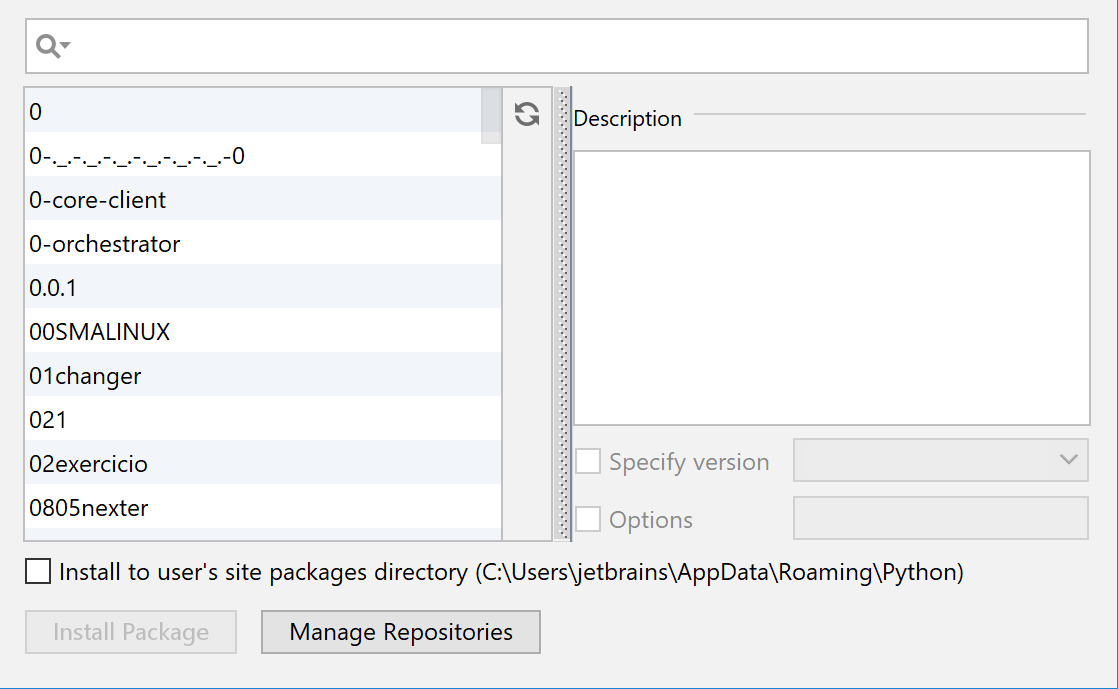 0
0-._.-._.-._.-._.-._.-._.-0
0-core-client
0-orchestrator
0.0.1
00SMALINUX
01changer
021
02exercicio
0805nexter
Description
Specify version
Options
Install to user's site packages directory (C:\Users\jetbrains\AppData\Roaming\Python)
Install Package
Manage Repositories